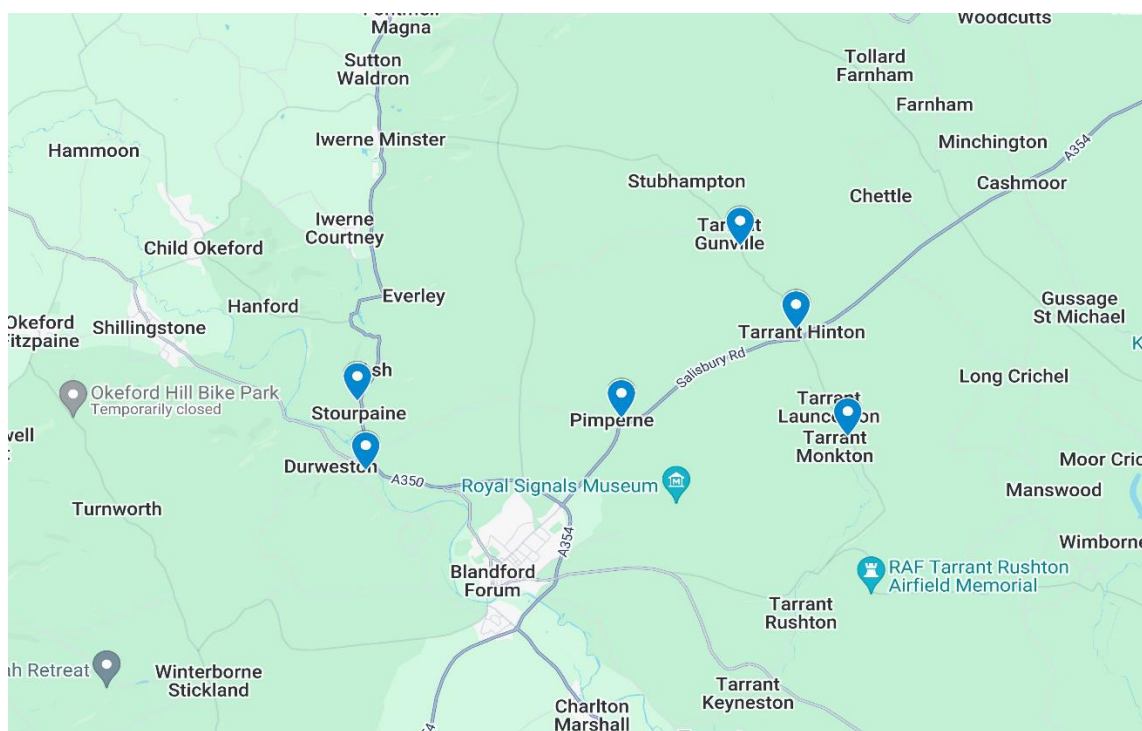 Magna
Woodcutts
Sutton
Waldron
Tollard
Farnham
Farnham
Iwerne Minster
Minchington
A354
Hammoon
Stubhampton
Cashmoor
Chettle
Iwerne
Courtney
Child Okeford
Gunville
Everley
Hanford
Gussage
St Michael
Okeford
Fitzpaine
Shillingstone
Tarrant Hinton
Salisbury Rd
Long Crichel
Okeford Hill Bike Park
Temporarily closed
Stourpaine
Pimperne
Tarrant
Tarrant
Monkton
Durweston
A350
Royal Signals Museum
Manswood
Turnworth
A354
Blandford
Forum
RAF Tarrant Rushton
Airfield Memorial
Tarrant
Rushton
Retreat
Winterborne
Stickland
Tarrant
Keyneston
Charlton
Marshall